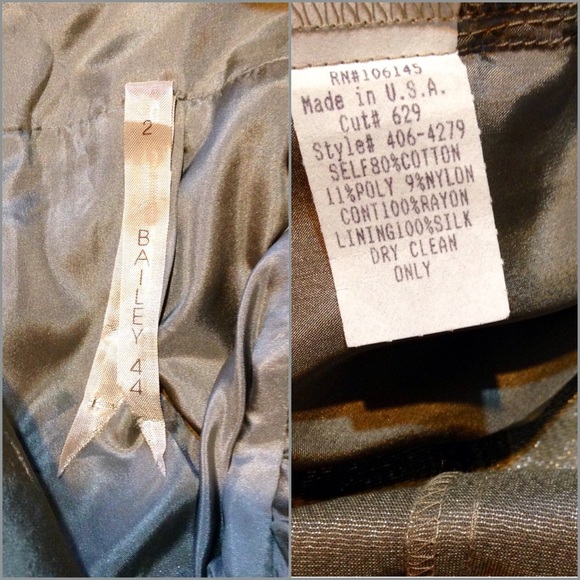 2
BAILEY 44
RN#106145
Made in U.S.A.
Cut# 629
Style# 406-4279
SELF80%COTTON
11%POLY 9%NYLON
CONT100%RAYON
LINING100%SILK
DRY CLEAN
ONLY